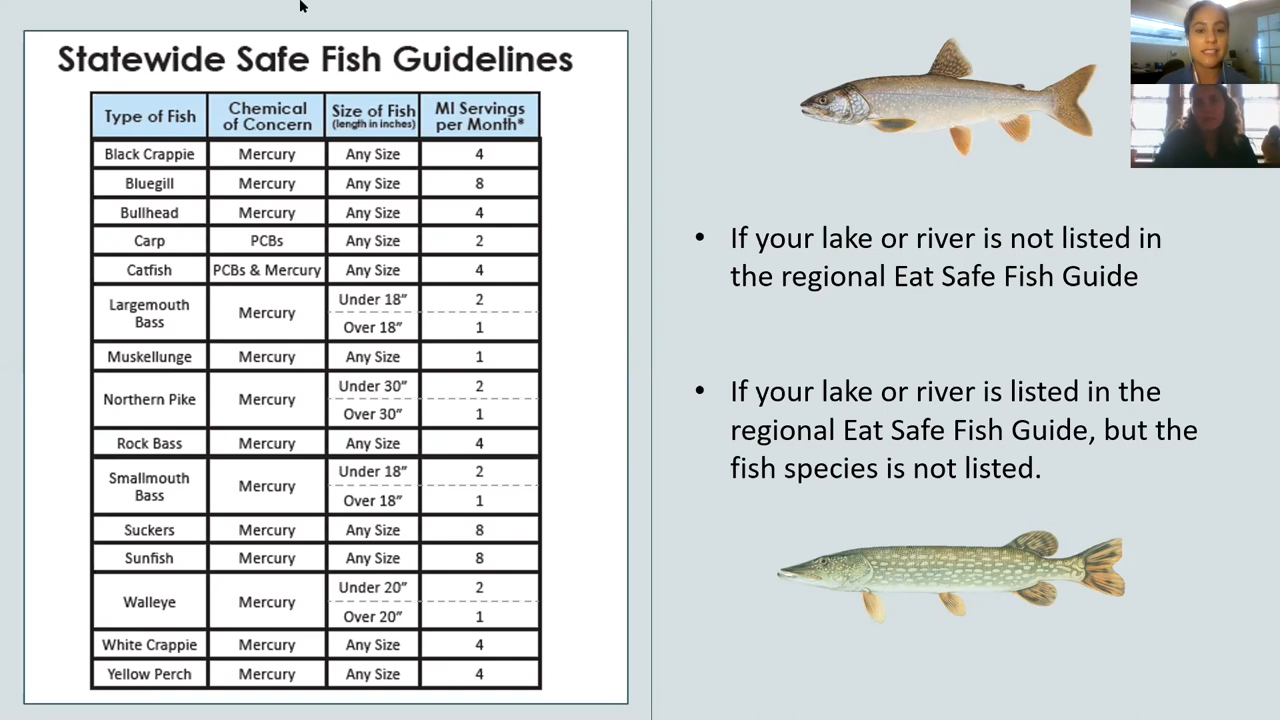 Statewide Safe Fish Guidelines
Type of Fish
Chemical of Concern
Size of Fish (length in inches)
MI Servings per Month*
Black Crappie Mercury Any Size 4
Bluegill Mercury Any Size 8
Bullhead Mercury Any Size 4
Carp PCBs Any Size 2
Catfish PCBs & Mercury Any Size 4
Largemouth Bass Mercury Under 18" 2
Over 18" 1
Muskellunge Mercury Any Size 1
Northern Pike Mercury Under 30" 2
Over 30" 1
Rock Bass Mercury Any Size 4
Smallmouth Bass Mercury Under 18" 2
Over 18" 1
Suckers Mercury Any Size 8
Sunfish Mercury Any Size 8
Walleye Mercury Under 20" 2
Over 20" 1
White Crappie Mercury Any Size 4
Yellow Perch Mercury Any Size 4
• If your lake or river is not listed in
the regional Eat Safe Fish Guide
• If your lake or river is listed in the
regional Eat Safe Fish Guide, but the
fish species is not listed.